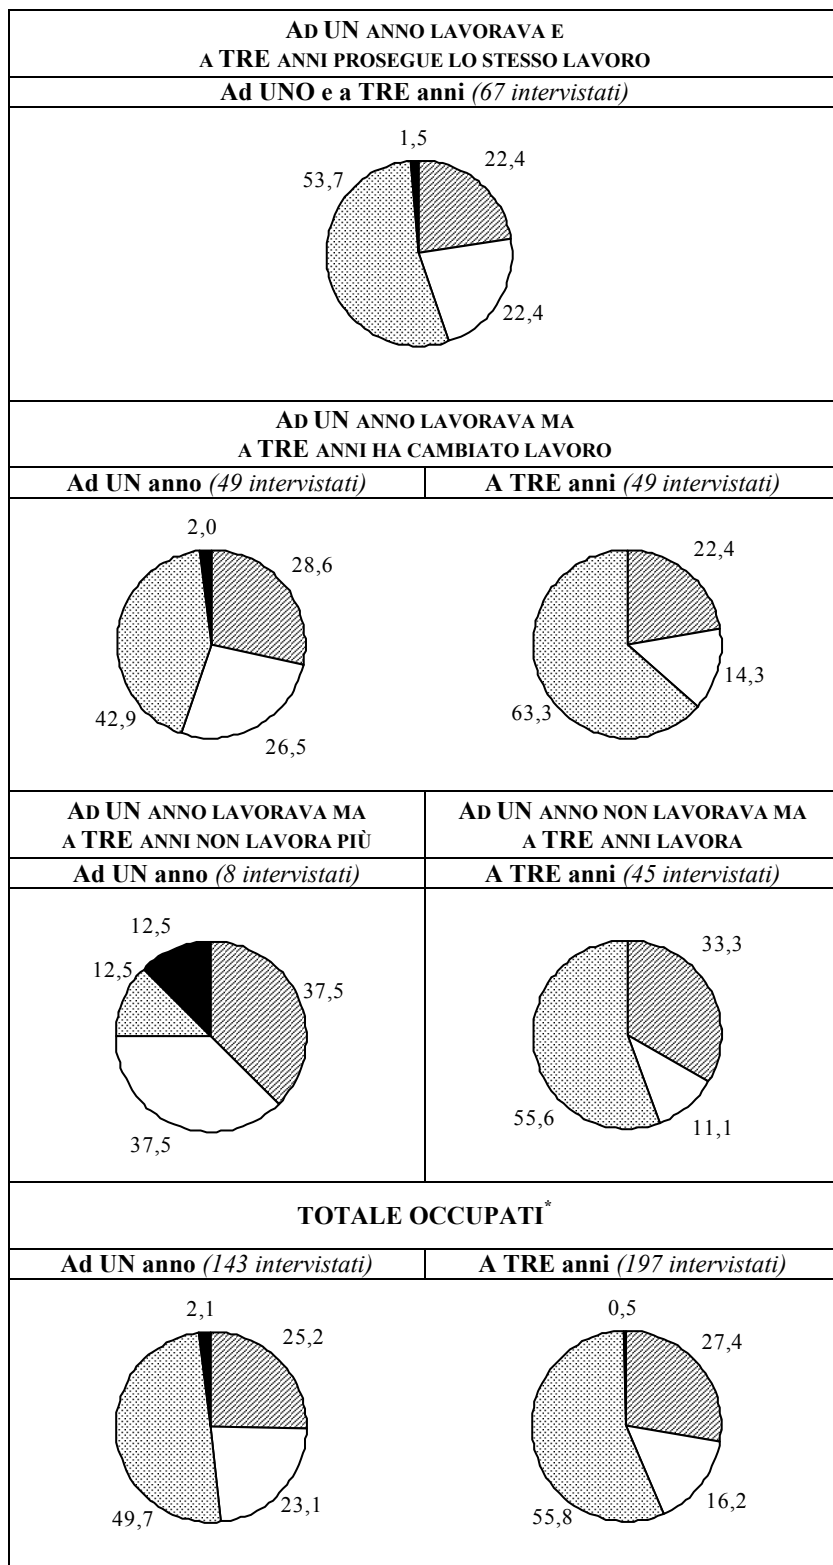 AD UN ANNO LAVORAVA E
A TRE ANNI PROSEGUE LO STESSO LAVORO
Ad UNO e a TRE anni (67 intervistati)
1,5
22,4
53,7
22,4
AD UN ANNO LAVORAVA MA
A TRE ANNI HA CAMBIATO LAVORO
Ad UN anno (49 intervistati)
A TRE anni (49 intervistati)
2,0
28,6
42,9
26,5
22,4
14,3
63,3
AD UN ANNO LAVORAVA MA
A TRE ANNI NON LAVORA PIÙ
Ad UN anno (8 intervistati)
12,5
12,5
37,5
37,5
AD UN ANNO NON LAVORAVA MA
A TRE ANNI LAVORA
A TRE anni (45 intervistati)
33,3
55,6
11,1
TOTALE OCCUPATI*
Ad UN anno (143 intervistati)
A TRE anni (197 intervistati)
2,1
25,2
49,7
23,1
0,5
27,4
55,8
16,2